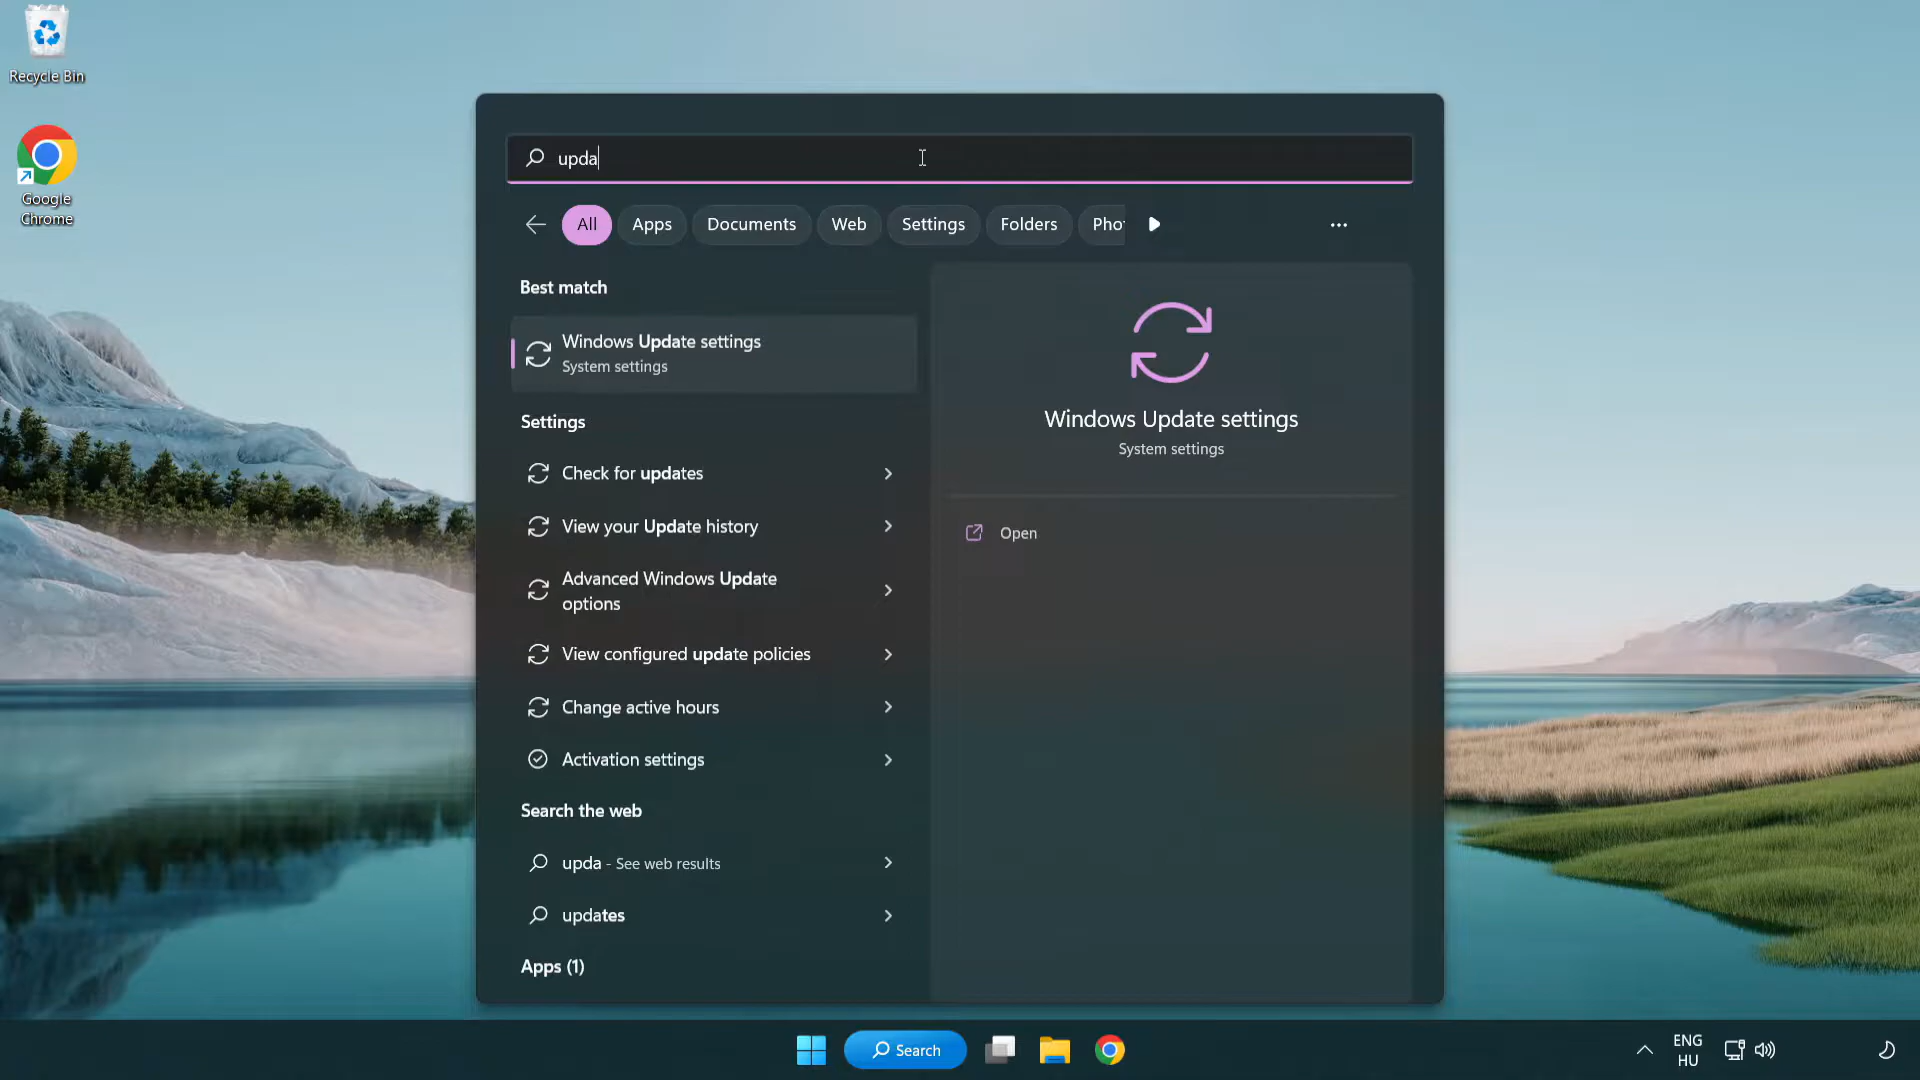 Recycle Bin
Google
Chrome
upda
All
Apps
Documents
Web
Settings
Folders
Pho
Best match
Windows Update settings
System settings
Settings
Check for updates
View your Update history
Advanced Windows Update
options
View configured update policies
Change active hours
Activation settings
Search the web
upda - See web results
updates
Apps (1)
Windows Update settings
System settings
Open
Search
ENG
HU